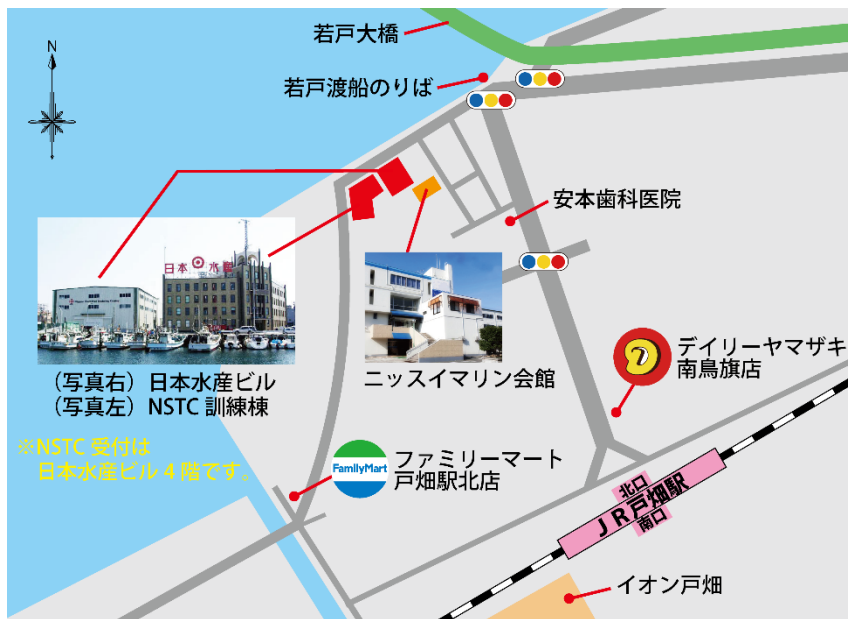 N
若戸大橋
若戸渡船のりば
安本歯科医院
日本水産
デイリーヤマザキ
南鳥旗店
ニッスイマリン会館
(写真右)日本水産ビル
(写真左)NSTC 訓練棟
※NSTC 受付は
日本水産ビル 4 階です。
FamilyMart
ファミリーマート
戸畑駅北店
北口
JR戸畑駅
南口
イオン戸畑